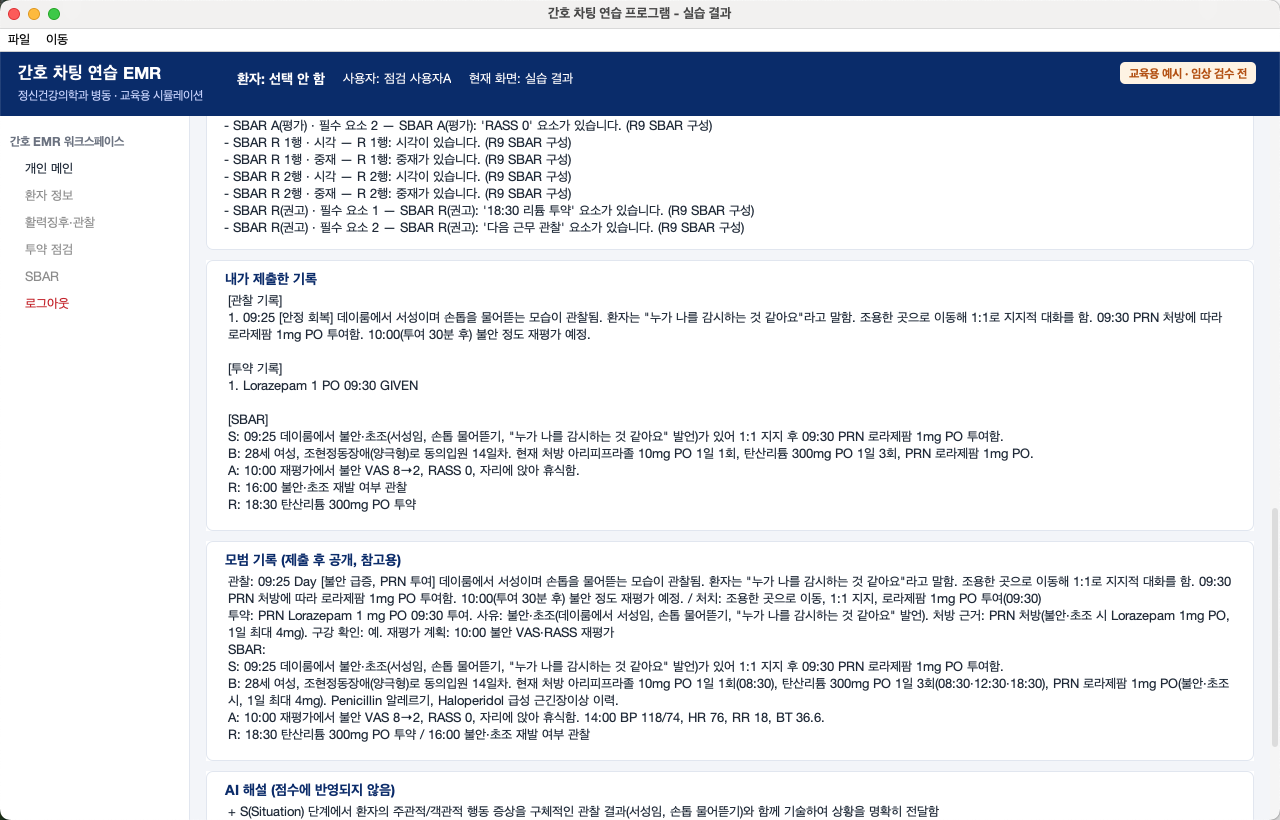 간호 차팅 연습 프로그램 - 실습 결과
파일 이동
간호 차팅 연습 EMR
정신건강의학과 병동 · 교육용 시뮬레이션
환자: 선택 안 함 사용자: 점검 사용자A 현재 화면: 실습 결과
교육용 예시 · 임상 검수 전
간호 EMR 워크스페이스
개인 메인
환자 정보
활력징후·관찰
투약 점검
SBAR
로그아웃
- SBAR A(평가) · 필수 요소 2 — SBAR A(평가): 'RASS 0' 요소가 있습니다. (R9 SBAR 구성)
- SBAR R 1행 · 시각 — R 1행: 시각이 있습니다. (R9 SBAR 구성)
- SBAR R 1행 · 중재 — R 1행: 중재가 있습니다. (R9 SBAR 구성)
- SBAR R 2행 · 시각 — R 2행: 시각이 있습니다. (R9 SBAR 구성)
- SBAR R 2행 · 중재 — R 2행: 중재가 있습니다. (R9 SBAR 구성)
- SBAR R(권고) · 필수 요소 1 — SBAR R(권고): '18:30 리튬 투약' 요소가 있습니다. (R9 SBAR 구성)
- SBAR R(권고) · 필수 요소 2 — SBAR R(권고): '다음 근무 관찰' 요소가 있습니다. (R9 SBAR 구성)
내가 제출한 기록
[관찰 기록]
1. 09:25 [안정 회복] 데이룸에서 서성이며 손톱을 물어뜯는 모습이 관찰됨. 환자는 "누가 나를 감시하는 것 같아요"라고 말함. 조용한 곳으로 이동해 1:1로 지지적 대화를 함. 09:30 PRN 처방에 따라
로라제팜 1mg PO 투여함. 10:00(투여 30분 후) 불안 정도 재평가 예정.
[투약 기록]
1. Lorazepam 1 PO 09:30 GIVEN
[SBAR]
S: 09:25 데이룸에서 불안·초조(서성임, 손톱 물어뜯기, "누가 나를 감시하는 것 같아요" 발언)가 있어 1:1 지지 후 09:30 PRN 로라제팜 1mg PO 투여함.
B: 28세 여성, 조현정동장애(양극형)로 동의입원 14일차. 현재 처방 아리피프라졸 10mg PO 1일 1회, 탄산리튬 300mg PO 1일 3회, PRN 로라제팜 1mg PO.
A: 10:00 재평가에서 불안 VAS 8→2, RASS 0, 자리에 앉아 휴식함.
R: 16:00 불안·초조 재발 여부 관찰
R: 18:30 탄산리튬 300mg PO 투약
모범 기록 (제출 후 공개, 참고용)
관찰: 09:25 Day [불안 급증, PRN 투여] 데이룸에서 서성이며 손톱을 물어뜯는 모습이 관찰됨. 환자는 "누가 나를 감시하는 것 같아요"라고 말함. 조용한 곳으로 이동해 1:1로 지지적 대화를 함. 09:30
PRN 처방에 따라 로라제팜 1mg PO 투여함. 10:00(투여 30분 후) 불안 정도 재평가 예정. / 처치: 조용한 곳으로 이동, 1:1 지지, 로라제팜 1mg PO 투여(09:30)
투약: PRN Lorazepam 1 mg PO 09:30 투여. 사유: 불안·초조(데이룸에서 서성임, 손톱 물어뜯기, "누가 나를 감시하는 것 같아요" 발언). 처방 근거: PRN 처방(불안·초조 시 Lorazepam 1mg PO,
1일 최대 4mg). 구강 확인: 예. 재평가 계획: 10:00 불안 VAS·RASS 재평가
SBAR:
S: 09:25 데이룸에서 불안·초조(서성임, 손톱 물어뜯기, "누가 나를 감시하는 것 같아요" 발언)가 있어 1:1 지지 후 09:30 PRN 로라제팜 1mg PO 투여함.
B: 28세 여성, 조현정동장애(양극형)로 동의입원 14일차. 현재 처방 아리피프라졸 10mg PO 1일 1회(08:30), 탄산리튬 300mg PO 1일 3회(08:30·12:30·18:30), PRN 로라제팜 1mg PO(불안·초조
시, 1일 최대 4mg). Penicillin 알레르기, Haloperidol 급성 근긴장이상 이력.
A: 10:00 재평가에서 불안 VAS 8→2, RASS 0, 자리에 앉아 휴식함. 14:00 BP 118/74, HR 76, RR 18, BT 36.6.
R: 18:30 탄산리튬 300mg PO 투약 / 16:00 불안·초조 재발 여부 관찰
AI 해설 (점수에 반영되지 않음)
+ S(Situation) 단계에서 환자의 주관적/객관적 행동 증상을 구체적인 관찰 결과(서성임, 손톱 물어뜯기)와 함께 기술하여 상황을 명확히 전달함